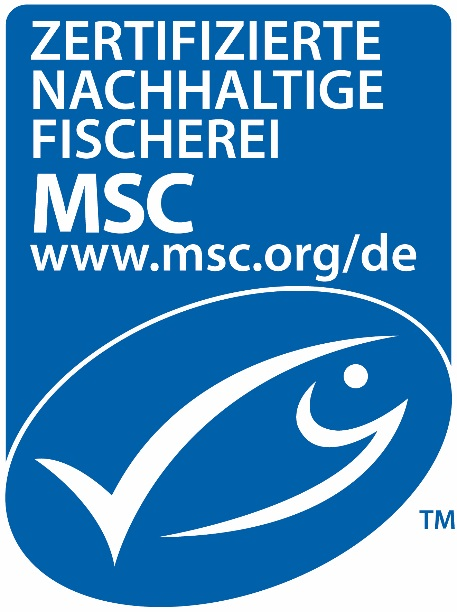 ZERTIFIZIERTE
NACHHALTIGE
FISCHEREI
MSC
www.msc.org/de
TM